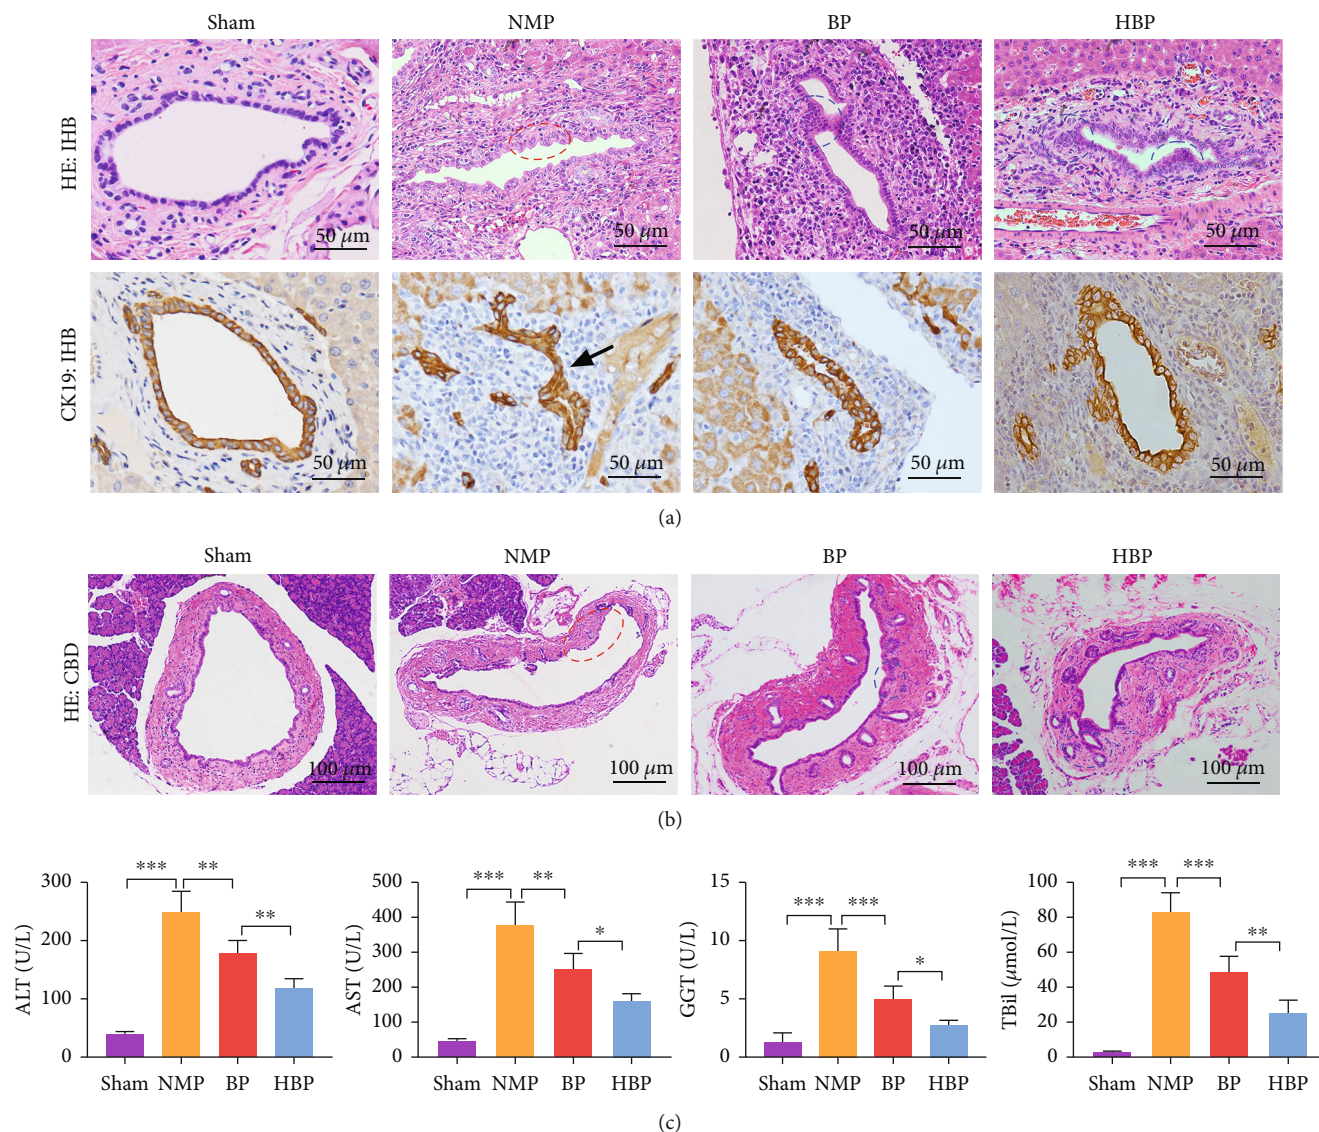 Sham NMP BP HBP
HE: IHB
50 μm 50 μm 50 μm 50 μm
CK19: IHB
50 μm 50 μm 50 μm 50 μm
(a)
Sham NMP BP HBP
HE: CBD
100 μm 100 μm 100 μm 100 μm
(b)
ALT (U/L)
300
200
100
0
*** ** **
Sham NMP BP HBP
AST (U/L)
500
400
300
200
100
0
*** ** *
Sham NMP BP HBP
GGT (U/L)
15
10
5
0
*** *** *
Sham NMP BP HBP
TBil (μmol/L)
100
80
60
40
20
0
*** *** **
Sham NMP BP HBP
(c)